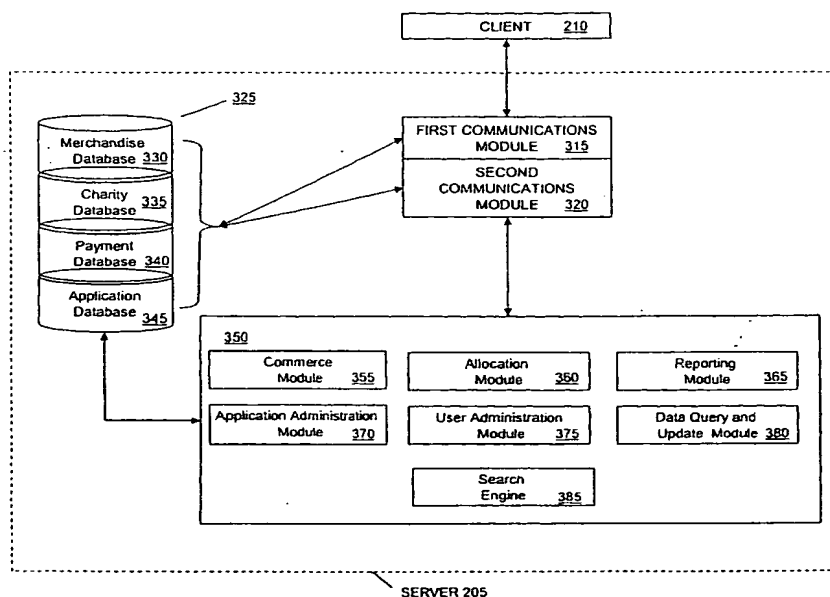 CLIENT 210
325
Merchandise
Database 330
Charity
Database 335
Payment
Database 340
Application
Database 345
FIRST COMMUNICATIONS
MODULE 315
SECOND
COMMUNICATIONS
MODULE 320
350
Commerce
Module 355
Allocation
Module 360
Reporting
Module 365
Application Administration
Module 370
User Administration
Module 375
Data Query and
Update Module 380
Search
Engine 385
SERVER 205